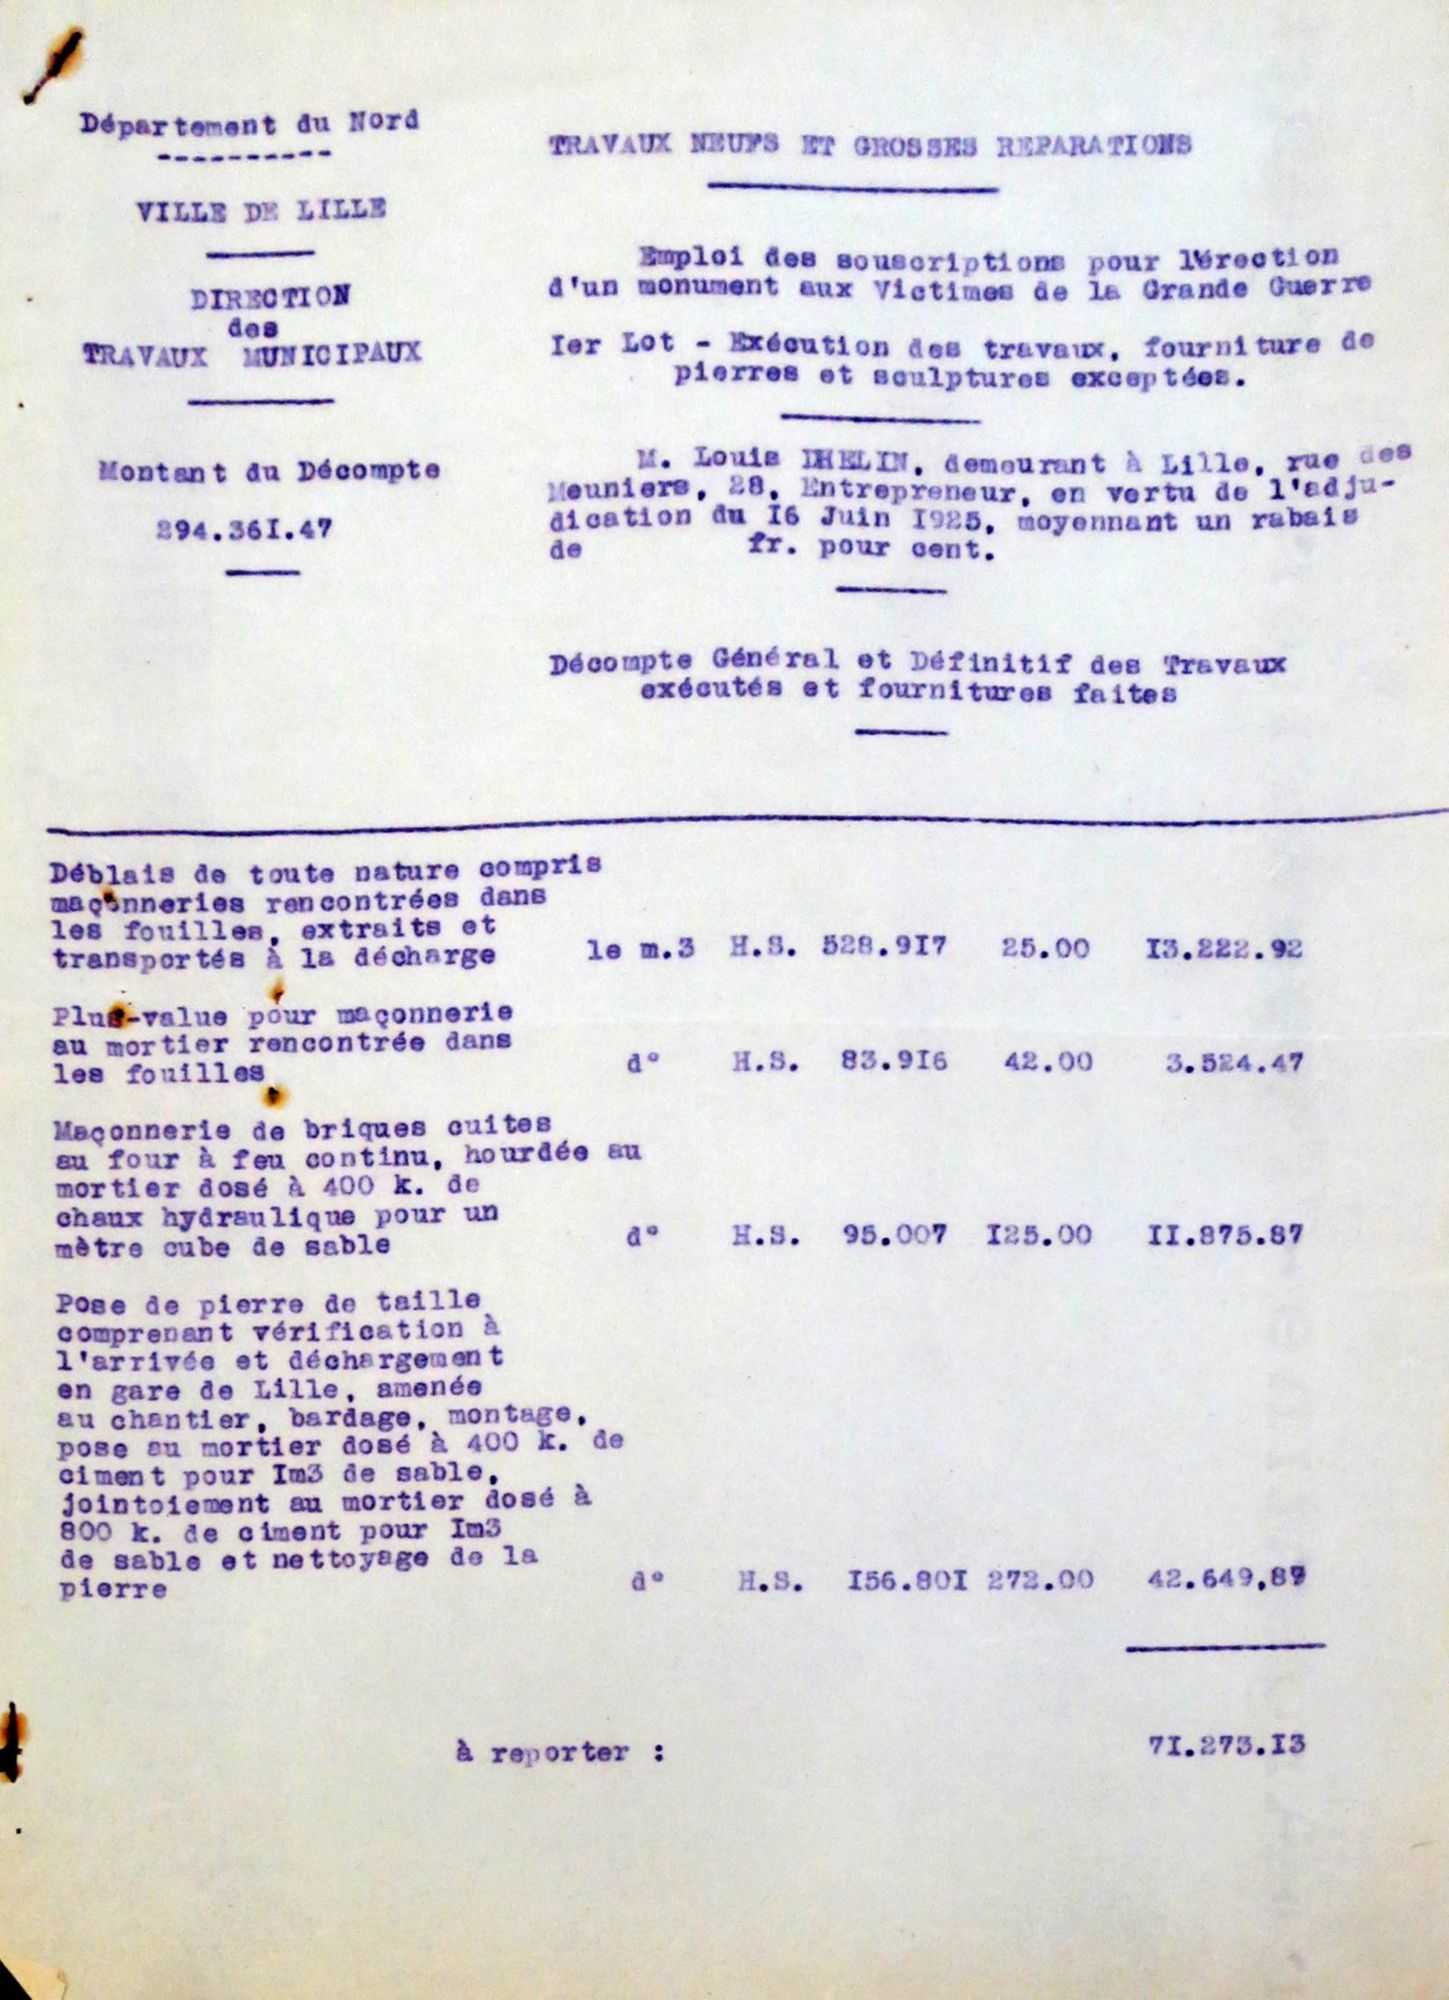 Département du Nord
----------
VILLE DE LILLE
DIRECTION
des
TRAVAUX MUNICIPAUX
Montant du Décompte
294.36I.47
TRAVAUX NEUFS ET GROSSES REPARATIONS
Emploi des souscriptions pour l'érection
d'un monument aux Victimes de la Grande Guerre
Ier Lot - Exécution des travaux, fourniture de
pierres et sculptures exceptées.
M. Louis DHELIN, demeurant à Lille, rue des
Meuniers, 28, Entrepreneur, en vertu de l'adju-
dication du I6 Juin I925, moyennant un rabais
de fr. pour cent.
Décompte Général et Définitif des Travaux
exécutés et fournitures faites
Déblais de toute nature compris
maçonneries rencontrées dans
les fouilles, extraits et
transportés à la décharge le m.3 H.S. 528.9I7 25.00 I3.222.92
Plus-value pour maçonnerie
au mortier rencontrée dans
les fouilles d° H.S. 83.9I6 42.00 3.524.47
Maçonnerie de briques cuites
au four à feu continu, hourdée au
mortier dosé à 400 k. de
chaux hydraulique pour un
mètre cube de sable d° H.S. 95.007 I25.00 II.875.87
Pose de pierre de taille
comprenant vérification à
l'arrivée et déchargement
en gare de Lille, amenée
au chantier, bardage, montage,
pose au mortier dosé à 400 k. de
ciment pour Im3 de sable,
jointoiement au mortier dosé à
800 k. de ciment pour Im3
de sable et nettoyage de la
pierre d° H.S. I56.80I 272.00 42.649,87
à reporter : 7I.273.I3